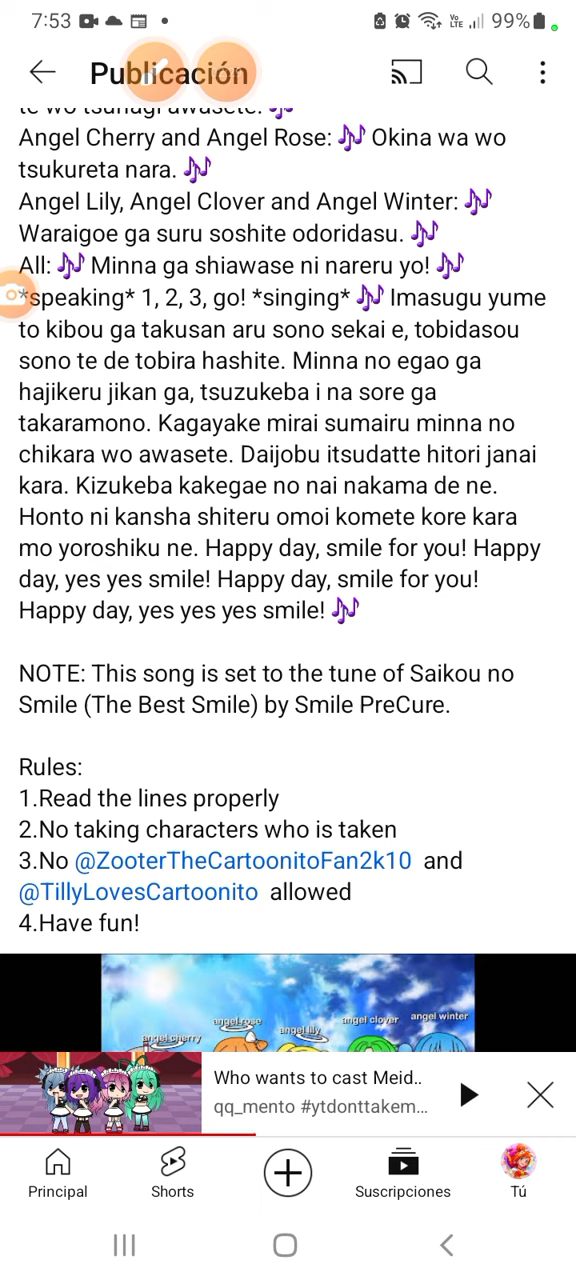 7:53
Vo LTE 99%
Publicación
te wo tsunagi awasete. 🎶
Angel Cherry and Angel Rose: 🎶 Okina wa wo
tsukureta nara. 🎶
Angel Lily, Angel Clover and Angel Winter: 🎶
Waraigoe ga suru soshite odoridasu. 🎶
All: 🎶 Minna ga shiawase ni nareru yo! 🎶
*speaking* 1, 2, 3, go! *singing* 🎶 Imasugu yume
to kibou ga takusan aru sono sekai e, tobidasou
sono te de tobira hashite. Minna no egao ga
hajikeru jikan ga, tsuzukeba i na sore ga
takaramono. Kagayake mirai sumairu minna no
chikara wo awasete. Daijobu itsudatte hitori janai
kara. Kizukeba kakegae no nai nakama de ne.
Honto ni kansha shiteru omoi komete kore kara
mo yoroshiku ne. Happy day, smile for you! Happy
day, yes yes smile! Happy day, smile for you!
Happy day, yes yes yes smile! 🎶
NOTE: This song is set to the tune of Saikou no
Smile (The Best Smile) by Smile PreCure.
Rules:
1.Read the lines properly
2.No taking characters who is taken
3.No @ZooterTheCartoonitoFan2k10 and
@TillyLovesCartoonito allowed
4.Have fun!
angel cherry angel rose angel lily angel clover angel winter
Who wants to cast Meid..
qq_mento #ytdonttakem...
Principal Shorts Suscripciones Tú